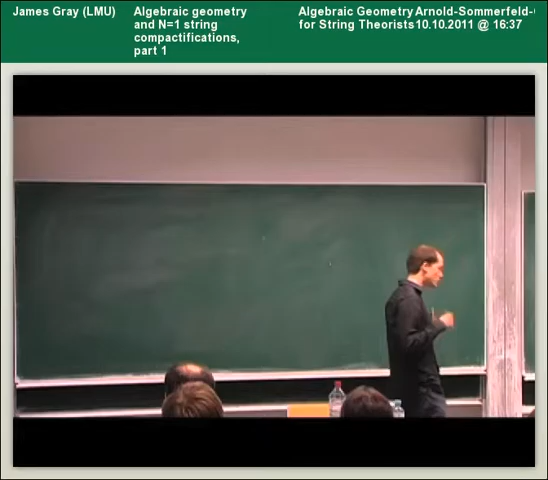 James Gray (LMU)
Algebraic geometry
and N=1 string
compactifications,
part 1
Algebraic Geometry
for String Theorists
Arnold-Sommerfeld-
10.10.2011 @ 16:37